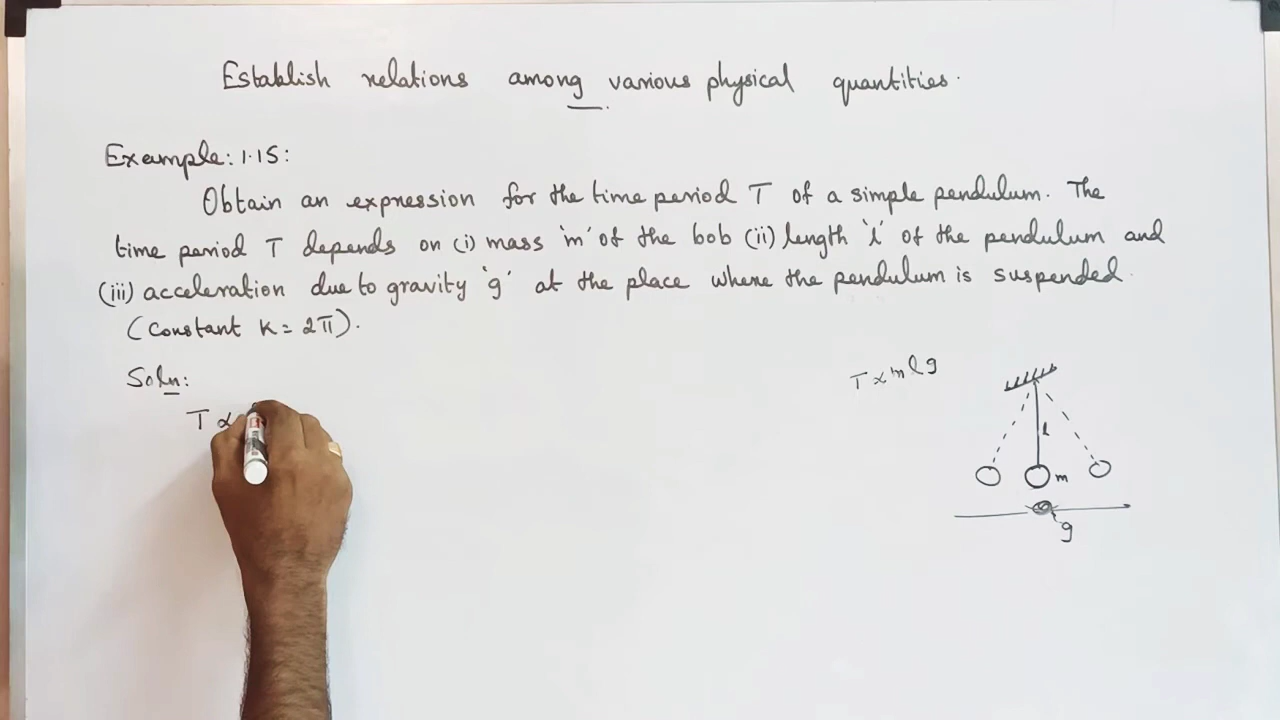 Establish relations among various physical quantities.
Example: 1.15:
Obtain an expression for the time period T of a simple pendulum. The
time period T depends on (i) mass 'm' of the bob (ii) length 'l' of the pendulum and
(iii) acceleration due to gravity 'g' at the place where the pendulum is suspended.
(Constant K = 2π).
Soln:
T ∝
T ∝ m l g
l
m
g